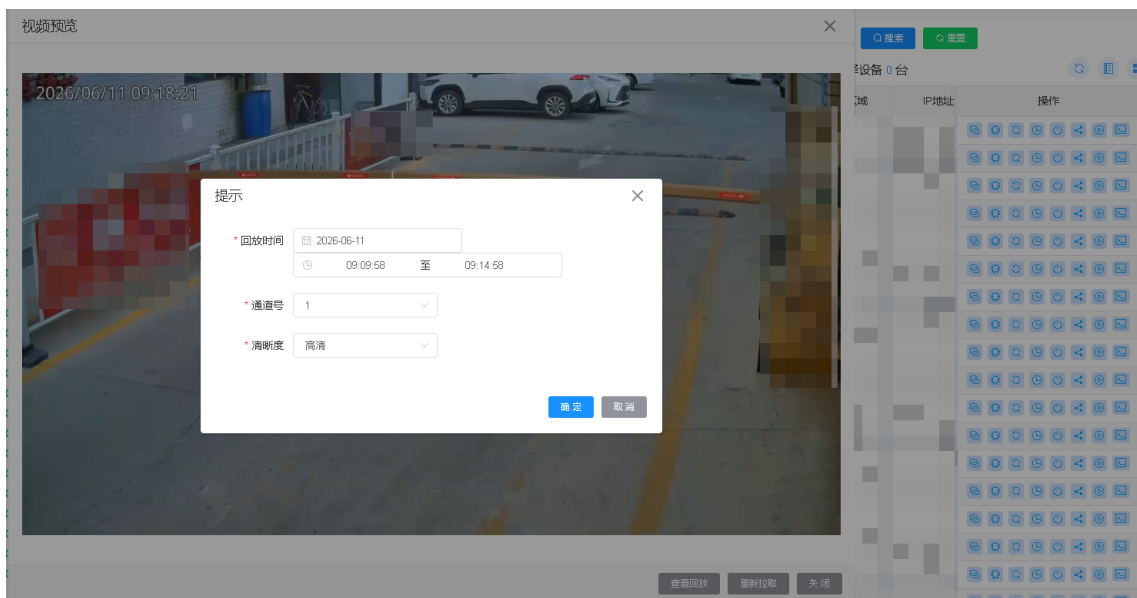 视频预览
搜索
重置
设备 0 台
IP地址
操作
2026/06/11 09:18:21
提示
* 回放时间
2026-06-11
09:09:58 至 09:14:58
* 通道号
1
* 清晰度
高清
确定
取消
查看回放
重新拉取
关闭